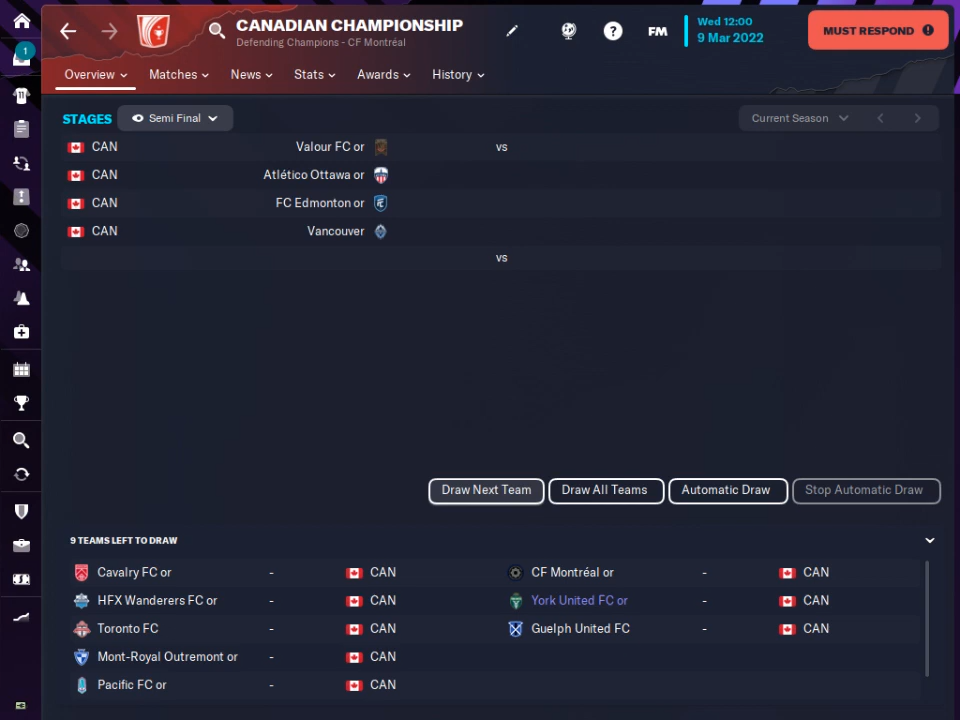 CANADIAN CHAMPIONSHIP
Defending Champions - CF Montréal
FM
Wed 12:00
9 Mar 2022
MUST RESPOND
1
11
Overview Matches News Stats Awards History
STAGES Semi Final Current Season
CAN Valour FC or vs
CAN Atlético Ottawa or
CAN FC Edmonton or
CAN Vancouver
vs
Draw Next Team Draw All Teams Automatic Draw Stop Automatic Draw
9 TEAMS LEFT TO DRAW
Cavalry FC or - CAN CF Montréal or - CAN
HFX Wanderers FC or - CAN York United FC or - CAN
Toronto FC - CAN Guelph United FC - CAN
Mont-Royal Outremont or - CAN
Pacific FC or - CAN